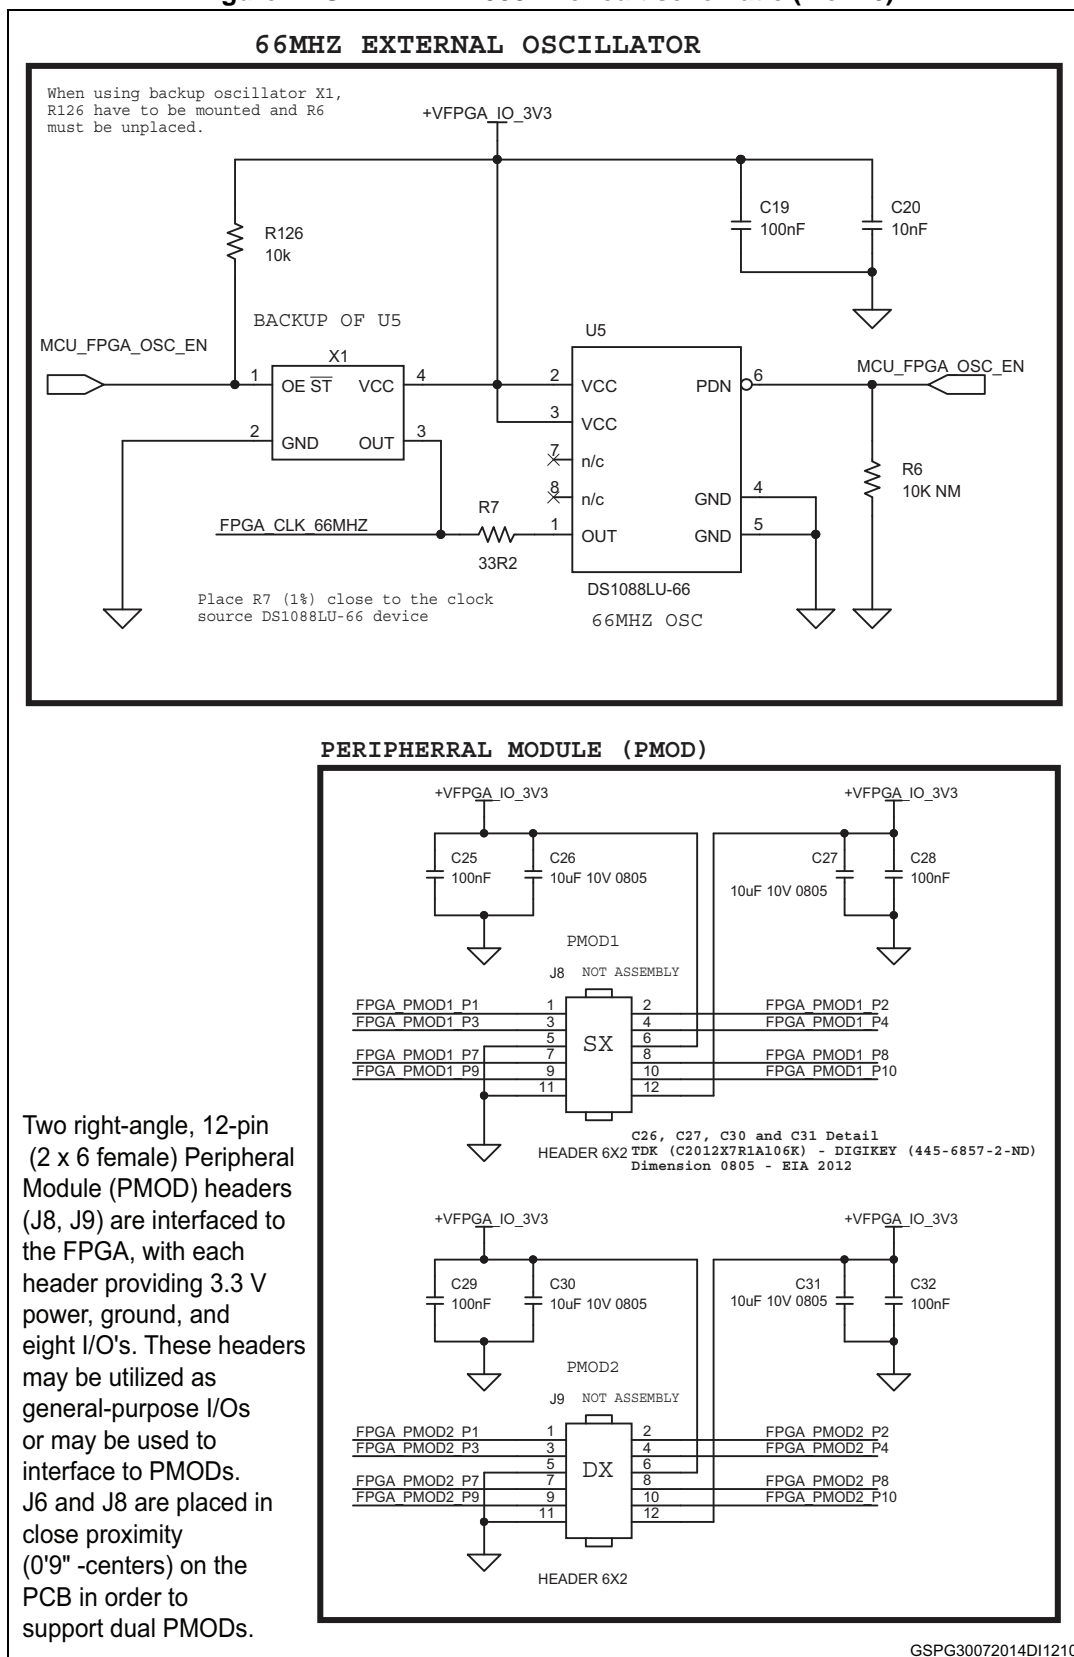 66MHZ EXTERNAL OSCILLATOR
When using backup oscillator X1,
R126 have to be mounted and R6
must be unplaced.
+VFPGA_IO_3V3
C19
100nF
C20
10nF
R126
10k
BACKUP OF U5
MCU_FPGA_OSC_EN
X1
1 OE ST VCC 4
2 GND OUT 3
U5
2 VCC PDN 6
3 VCC
7 n/c
8 n/c GND 4
1 OUT GND 5
MCU_FPGA_OSC_EN
R6
10K NM
FPGA_CLK_66MHZ
R7
33R2
DS1088LU-66
66MHZ OSC
Place R7 (1%) close to the clock
source DS1088LU-66 device
PERIPHERRAL MODULE (PMOD)
+VFPGA_IO_3V3
+VFPGA_IO_3V3
C25
100nF
C26
10uF 10V 0805
C27
10uF 10V 0805
C28
100nF
PMOD1
J8 NOT ASSEMBLY
FPGA_PMOD1_P1 1 2 FPGA_PMOD1_P2
FPGA_PMOD1_P3 3 4 FPGA_PMOD1_P4
5 SX 6
FPGA_PMOD1_P7 7 8 FPGA_PMOD1_P8
FPGA_PMOD1_P9 9 10 FPGA_PMOD1_P10
11 12
HEADER 6X2
C26, C27, C30 and C31 Detail
TDK (C2012X7R1A106K) - DIGIKEY (445-6857-2-ND)
Dimension 0805 - EIA 2012
+VFPGA_IO_3V3
+VFPGA_IO_3V3
C29
100nF
C30
10uF 10V 0805
C31
10uF 10V 0805
C32
100nF
PMOD2
J9 NOT ASSEMBLY
FPGA_PMOD2_P1 1 2 FPGA_PMOD2_P2
FPGA_PMOD2_P3 3 4 FPGA_PMOD2_P4
5 DX 6
FPGA_PMOD2_P7 7 8 FPGA_PMOD2_P8
FPGA_PMOD2_P9 9 10 FPGA_PMOD2_P10
11 12
HEADER 6X2
Two right-angle, 12-pin
(2 x 6 female) Peripheral
Module (PMOD) headers
(J8, J9) are interfaced to
the FPGA, with each
header providing 3.3 V
power, ground, and
eight I/O's. These headers
may be utilized as
general-purpose I/Os
or may be used to
interface to PMODs.
J6 and J8 are placed in
close proximity
(0'9" -centers) on the
PCB in order to
support dual PMODs.
GSPG30072014DI1210